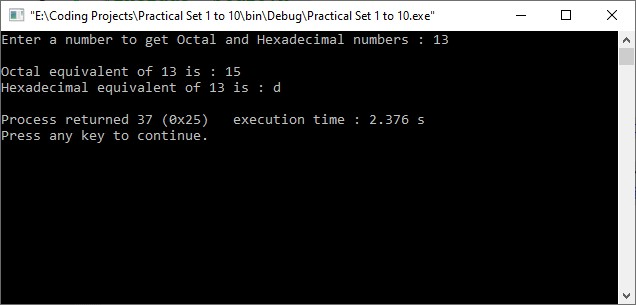 "E:\Coding Projects\Practical Set 1 to 10\bin\Debug\Practical Set 1 to 10.exe"
Enter a number to get Octal and Hexadecimal numbers : 13
Octal equivalent of 13 is : 15
Hexadecimal equivalent of 13 is : d
Process returned 37 (0x25)   execution time : 2.376 s
Press any key to continue.